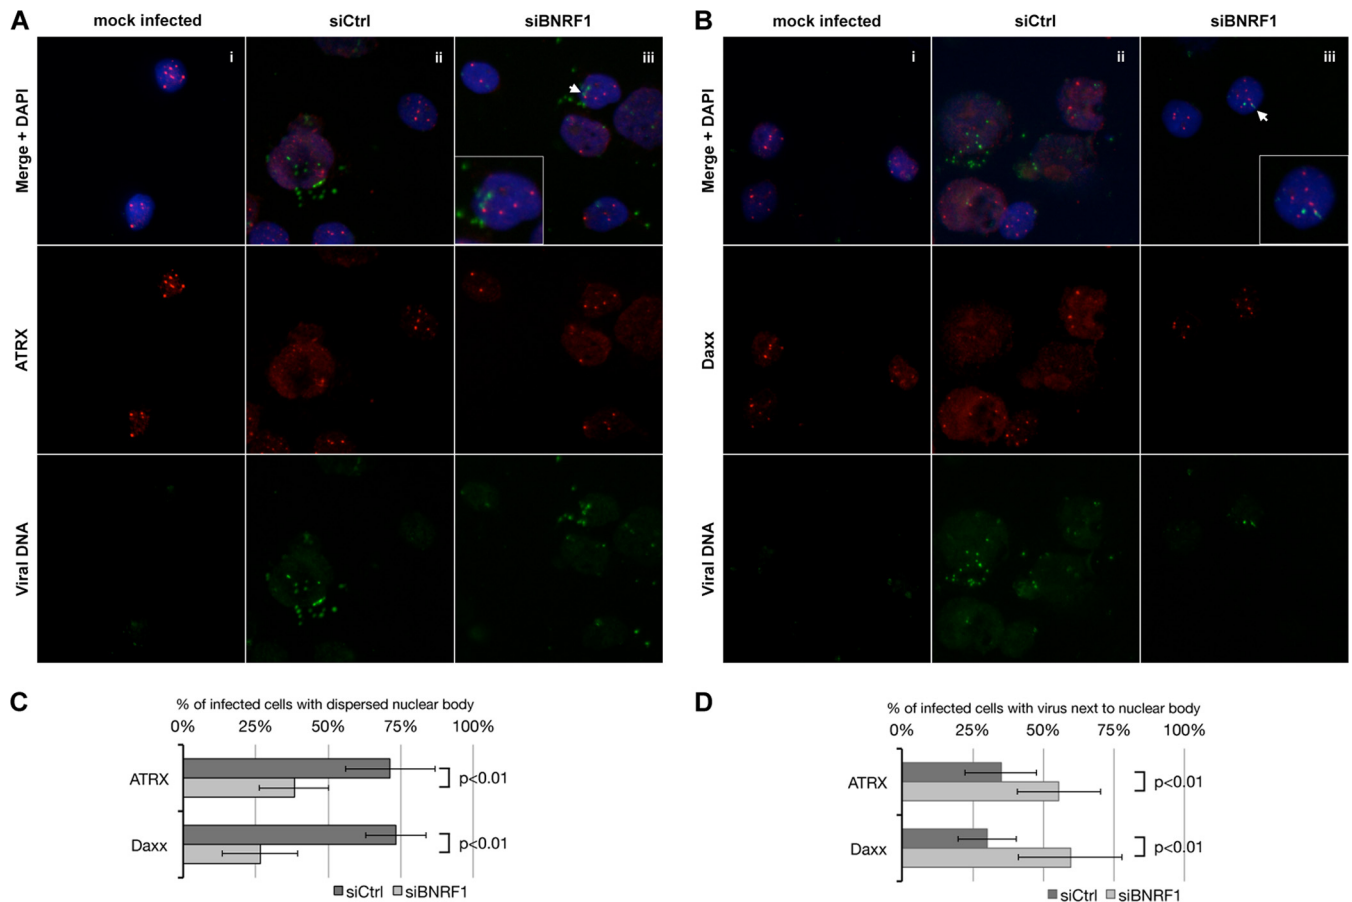 A
mock infected siCtrl siBNRF1
B
mock infected siCtrl siBNRF1
Merge + DAPI
i ii iii
Merge + DAPI
i ii iii
ATRX
Daxx
Viral DNA
Viral DNA
C
% of infected cells with dispersed nuclear body
0% 25% 50% 75% 100%
ATRX
p<0.01
Daxx
p<0.01
siCtrl siBNRF1
D
% of infected cells with virus next to nuclear body
0% 25% 50% 75% 100%
ATRX
p<0.01
Daxx
p<0.01
siCtrl siBNRF1